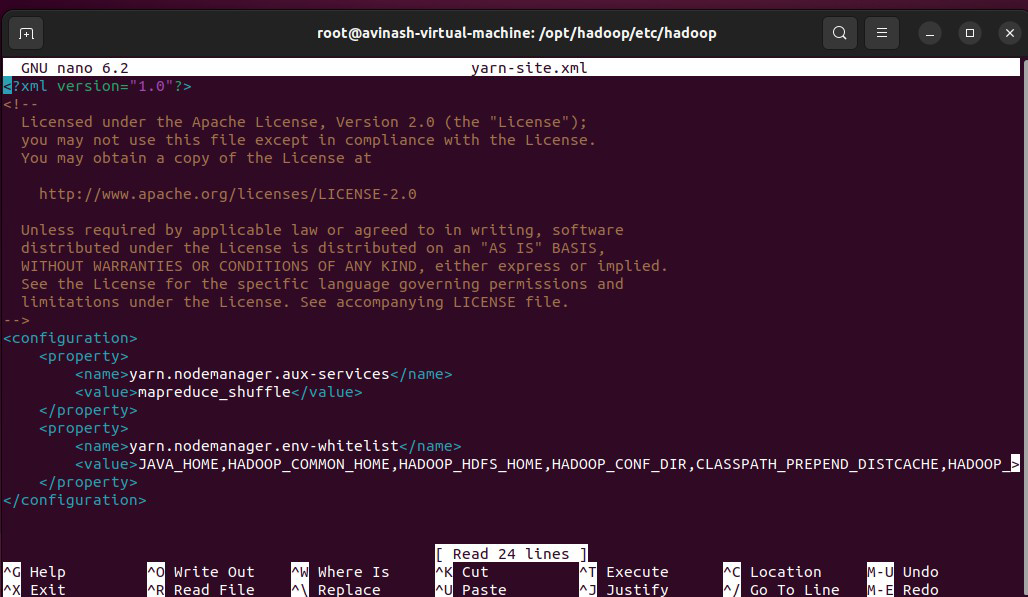 root@avinash-virtual-machine: /opt/hadoop/etc/hadoop
GNU nano 6.2 yarn-site.xml
<?xml version="1.0"?>
<!--
  Licensed under the Apache License, Version 2.0 (the "License");
  you may not use this file except in compliance with the License.
  You may obtain a copy of the License at

    http://www.apache.org/licenses/LICENSE-2.0

  Unless required by applicable law or agreed to in writing, software
  distributed under the License is distributed on an "AS IS" BASIS,
  WITHOUT WARRANTIES OR CONDITIONS OF ANY KIND, either express or implied.
  See the License for the specific language governing permissions and
  limitations under the License. See accompanying LICENSE file.
-->
<configuration>
    <property>
        <name>yarn.nodemanager.aux-services</name>
        <value>mapreduce_shuffle</value>
    </property>
    <property>
        <name>yarn.nodemanager.env-whitelist</name>
        <value>JAVA_HOME,HADOOP_COMMON_HOME,HADOOP_HDFS_HOME,HADOOP_CONF_DIR,CLASSPATH_PREPEND_DISTCACHE,HADOOP_>
    </property>
</configuration>
[ Read 24 lines ]
^G Help ^O Write Out ^W Where Is ^K Cut ^T Execute ^C Location M-U Undo
^X Exit ^R Read File ^\ Replace ^U Paste ^J Justify ^/ Go To Line M-E Redo